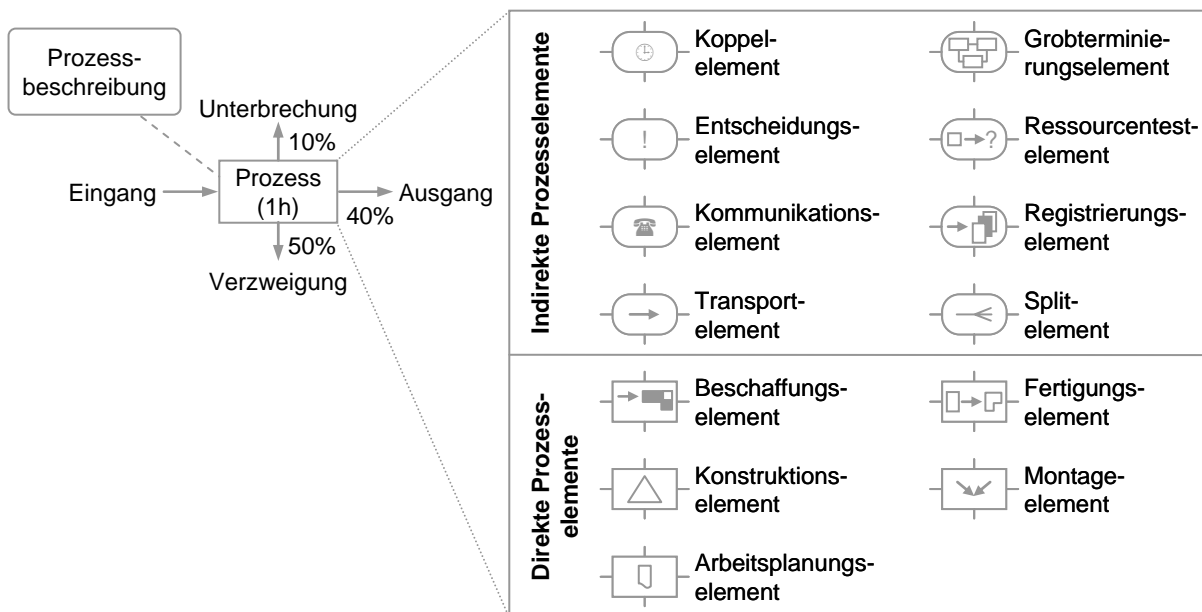 Prozess-
beschreibung
Unterbrechung
10%
Eingang
Prozess
(1h)
Ausgang
40%
50%
Verzweigung
Indirekte Prozesselemente
Koppel-
element
Grobterminie-
rungselement
!
Entscheidungs-
element
?
Ressourcentest-
element
Kommunikations-
element
Registrierungs-
element
Transport-
element
Split-
element
Direkte Prozess-
elemente
Beschaffungs-
element
Fertigungs-
element
Konstruktions-
element
Montage-
element
Arbeitsplanungs-
element